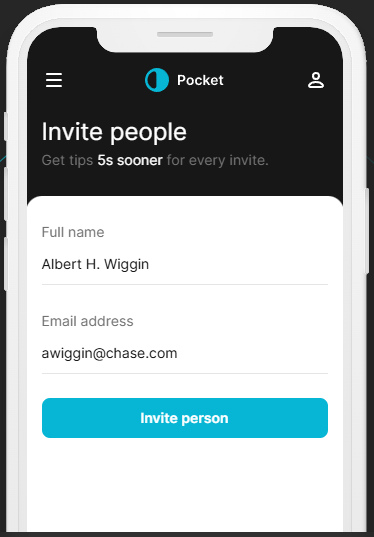 Pocket
Invite people
Get tips 5s sooner for every invite.
Full name
Albert H. Wiggin
Email address
awiggin@chase.com
Invite person